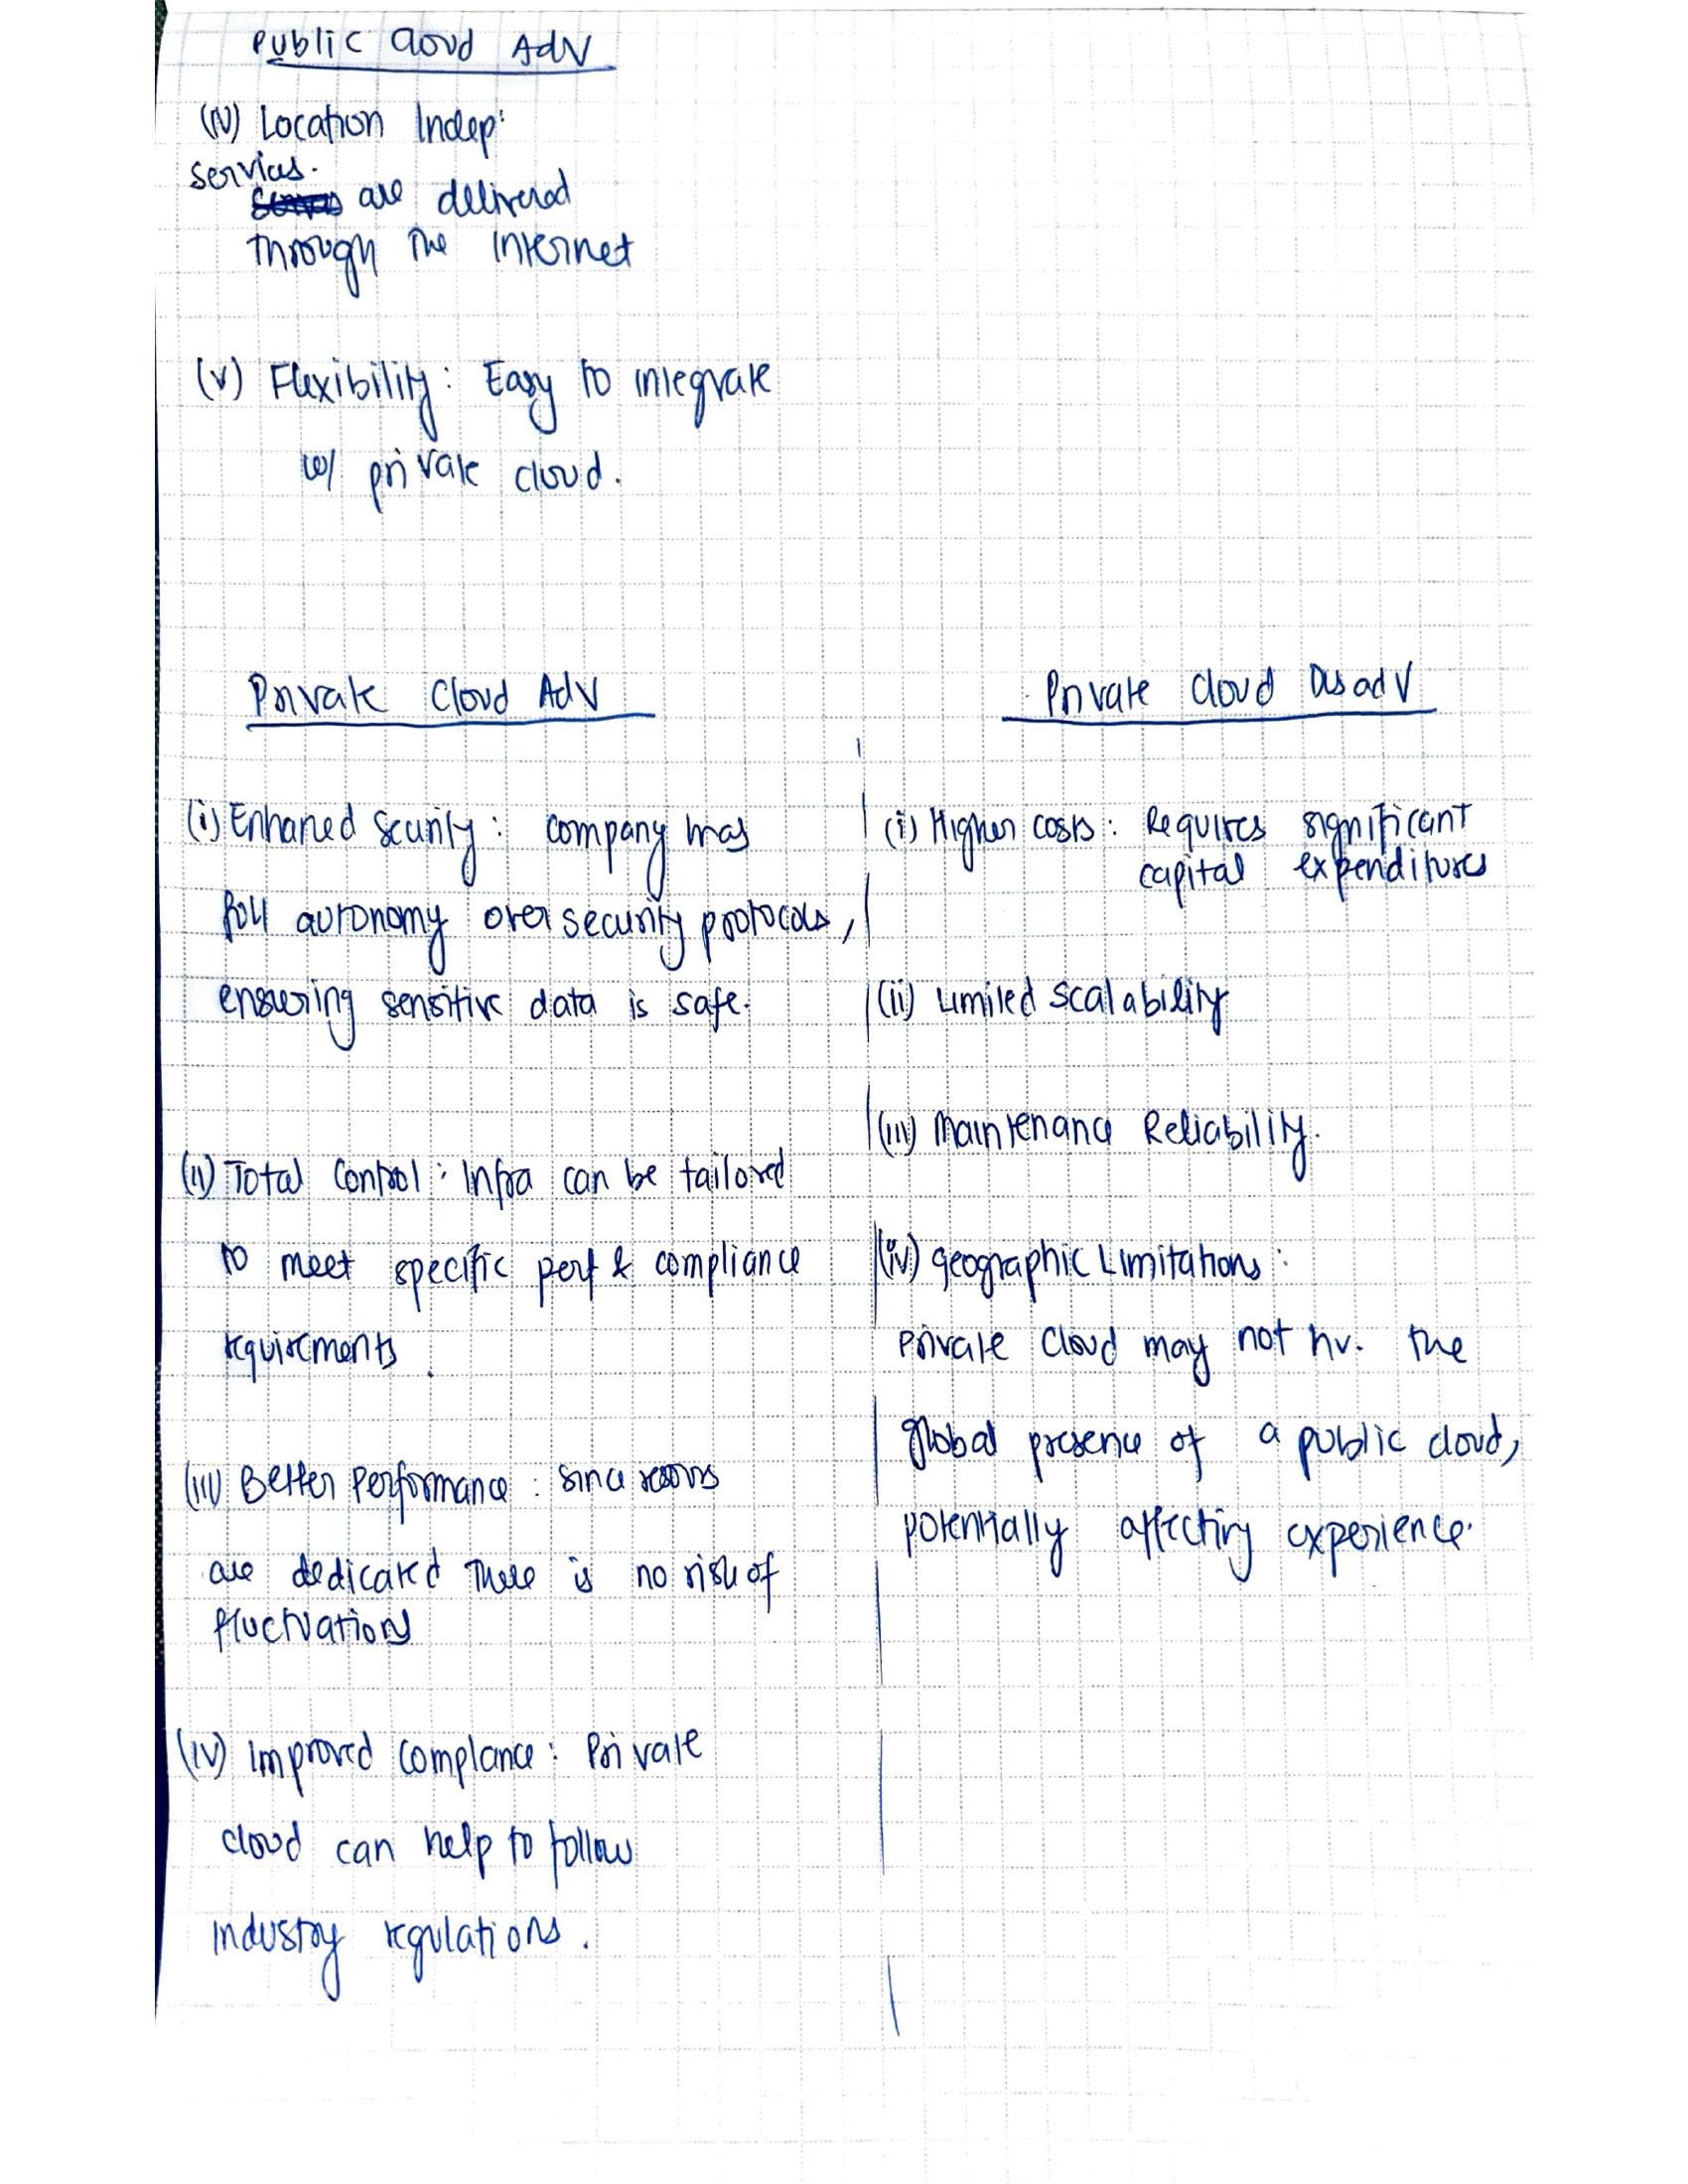 Public Cloud Adv
(IV) Location Indep:
services.
are delivered
through the internet
(V) Flexibility: Easy to integrate
w/ private cloud.
Private Cloud Adv
(i) Enhanced Security: company has
full autonomy over security protocols,
ensuring sensitive data is safe.
(ii) Total Control: Infra can be tailored
to meet specific perf & compliance
requirements.
(iii) Better Performance: since
are dedicated there is no risk of
fluctuations
(iv) Improved Complance: Private
cloud can help to follow
industry regulations.
Private Cloud Disadv
(i) Higher costs: Requires significant
capital expenditures
(ii) Limited Scalability
(iii) Maintenance Reliability.
(iv) geographic Limitations:
Private Cloud may not hv. the
global presence of a public cloud,
potentially affecting experience.